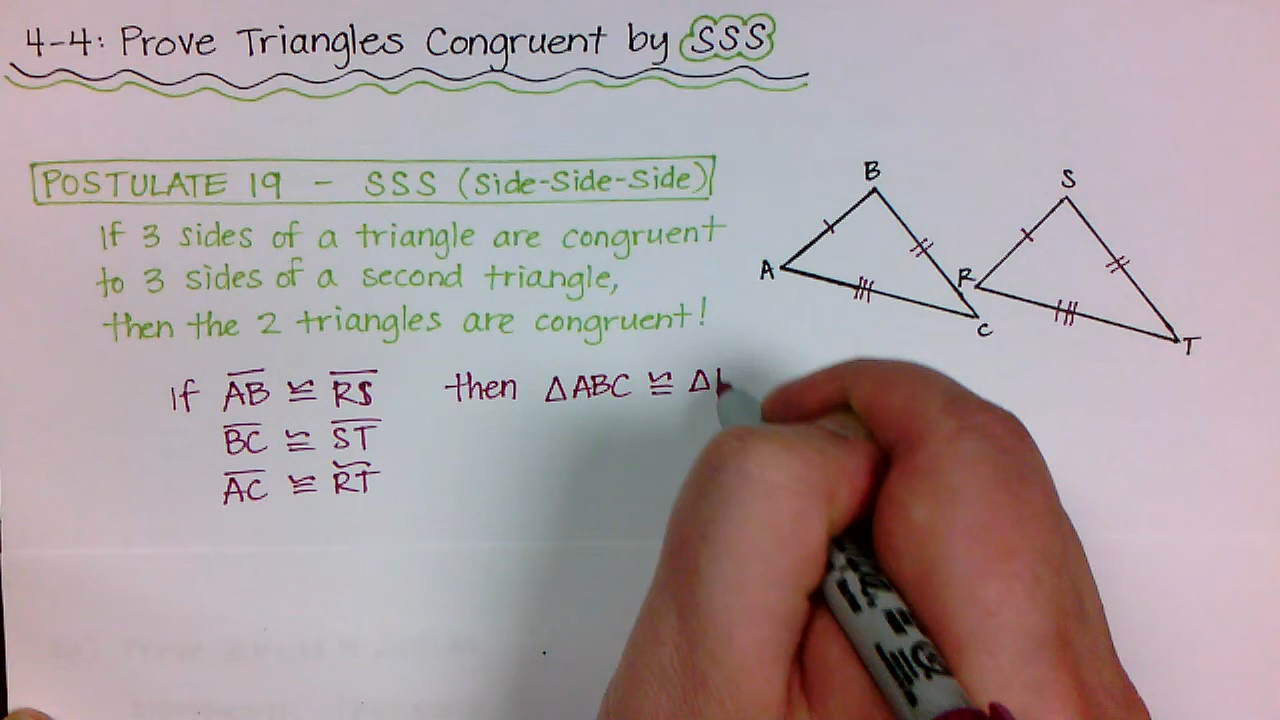 4-4: Prove Triangles Congruent by SSS
POSTULATE 19 - SSS (Side-Side-Side)
If 3 sides of a triangle are congruent
to 3 sides of a second triangle,
then the 2 triangles are congruent!
If AB ≅ RS then △ABC ≅ △
BC ≅ ST
AC ≅ RT
B
A
C
S
R
T